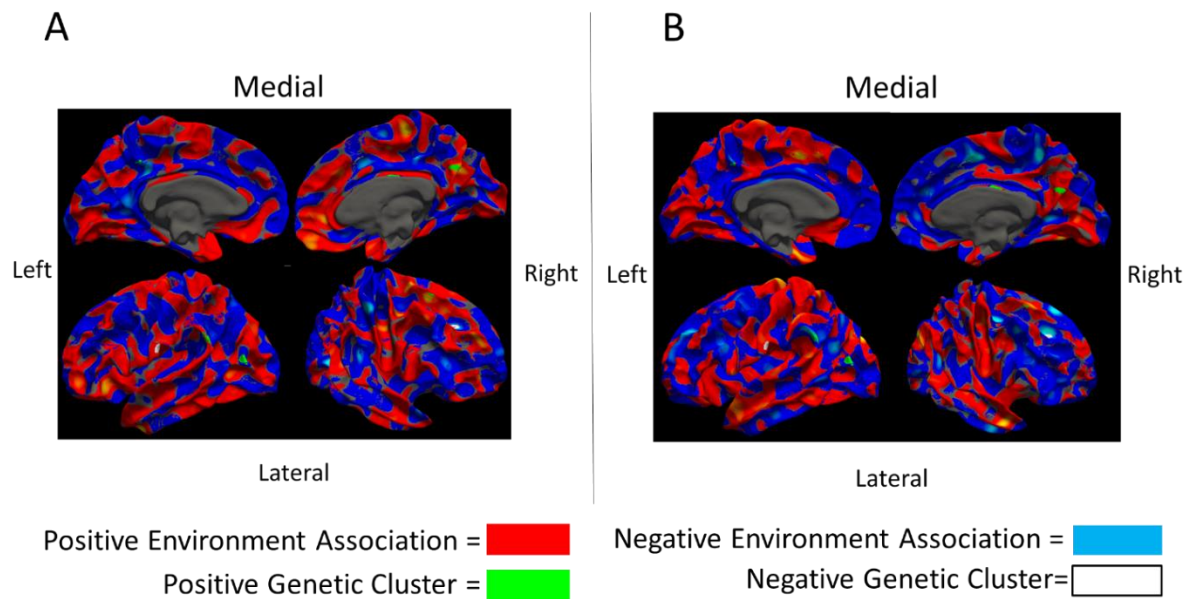 A
B
Medial
Medial
Left
Right
Left
Right
Lateral
Lateral
Positive Environment Association =
Negative Environment Association =
Positive Genetic Cluster =
Negative Genetic Cluster=